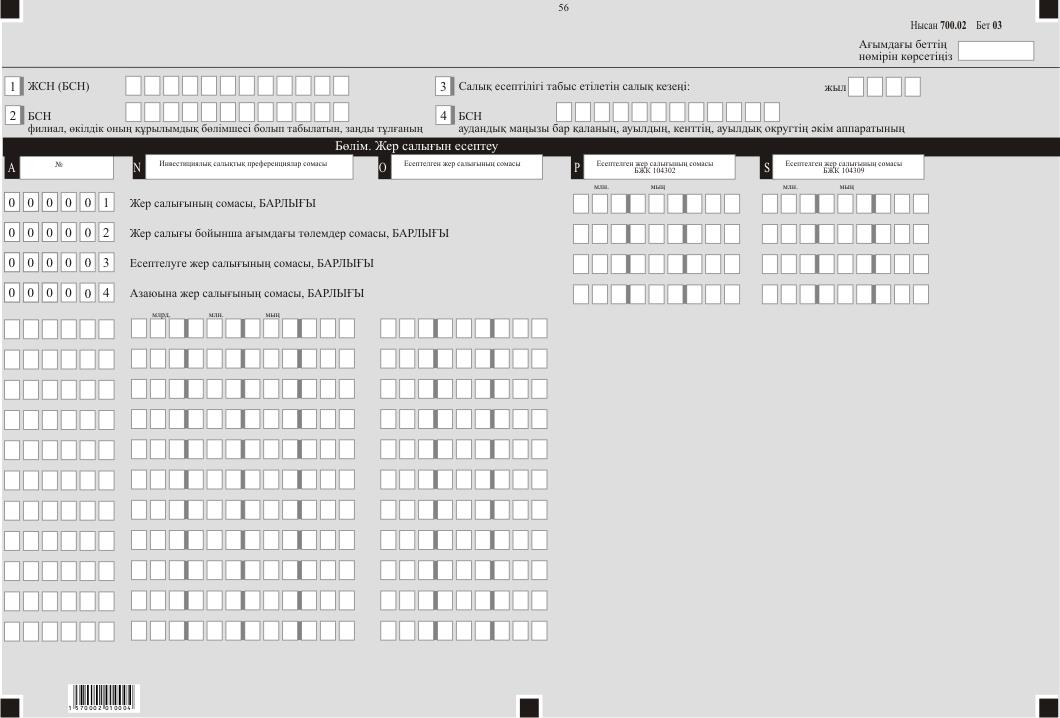 56
Нысан 700.02 Бет 03
Ағымдағы беттің
нөмірін көрсетіңіз
1 ЖСН (БСН)
3 Салық есептілігі табыс етілетін салық кезеңі: жыл
2 БСН
филиал, өкілдік оның құрылымдық бөлімшесі болып табылатын, заңды тұлғаның
4 БСН
аудандық маңызы бар қаланың, ауылдың, кенттің, ауылдық округтің әкім аппаратының
Бөлім. Жер салығын есептеу
A №
N Инвестициялық салықтық преференциялар сомасы
O Есептелген жер салығының сомасы
P Есептелген жер салығының сомасы
БЖК 104302
S Есептелген жер салығының сомасы
БЖК 104309
млн. мың млн. мың
0 0 0 0 0 1 Жер салығының сомасы, БАРЛЫҒЫ
0 0 0 0 0 2 Жер салығы бойынша ағымдағы төлемдер сомасы, БАРЛЫҒЫ
0 0 0 0 0 3 Есептелуге жер салығының сомасы, БАРЛЫҒЫ
0 0 0 0 0 4 Азаюына жер салығының сомасы, БАРЛЫҒЫ
млрд. млн. мың
1570002010004